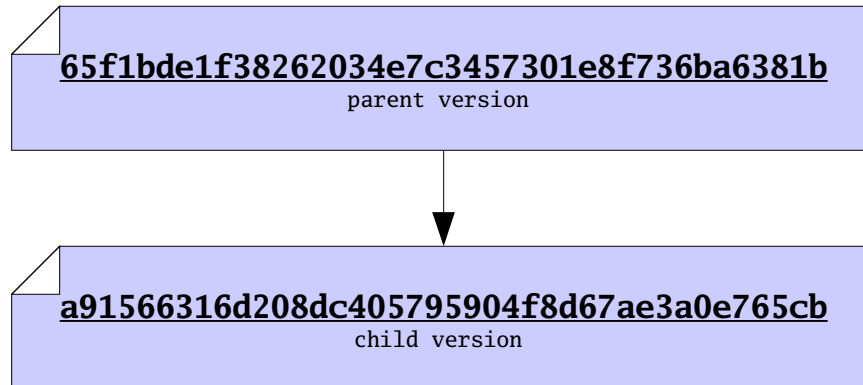 65f1bde1f38262034e7c3457301e8f736ba6381b
parent version
a91566316d208dc405795904f8d67ae3a0e765cb
child version